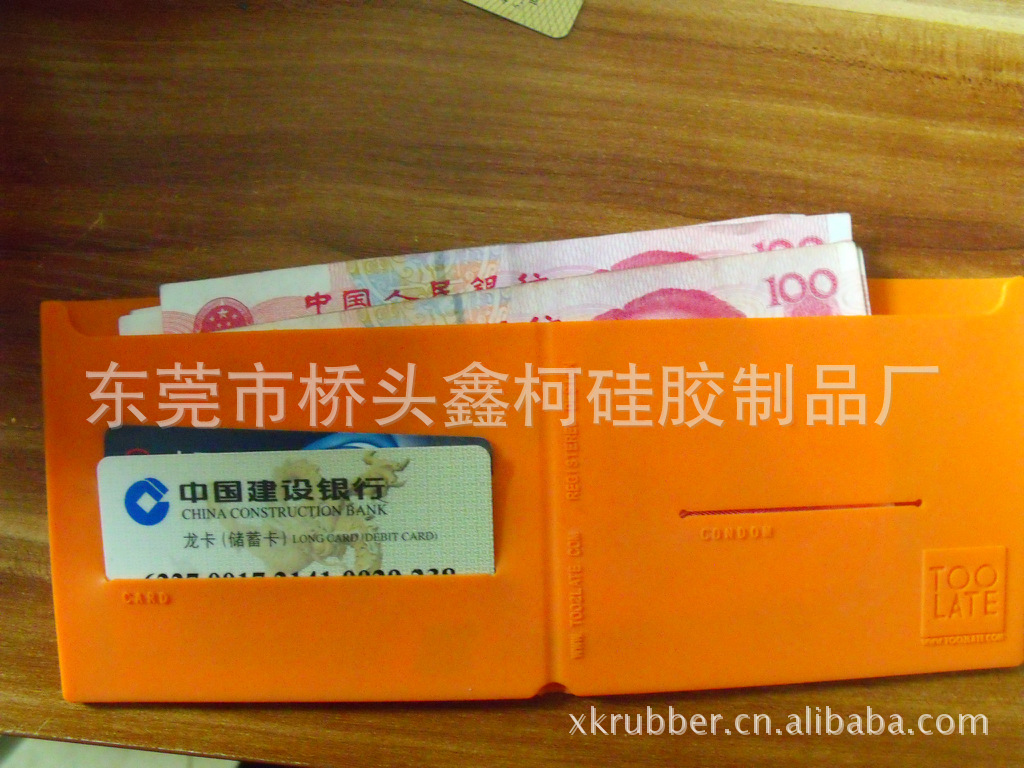 中国人民银行
100
100
东莞市桥头鑫柯硅胶制品厂
中国建设银行
CHINA CONSTRUCTION BANK
龙卡(储蓄卡) LONG CARD (DEBIT CARD)
CARD
CONDOM
TOO
LATE
xkrubber.cn.alibaba.com